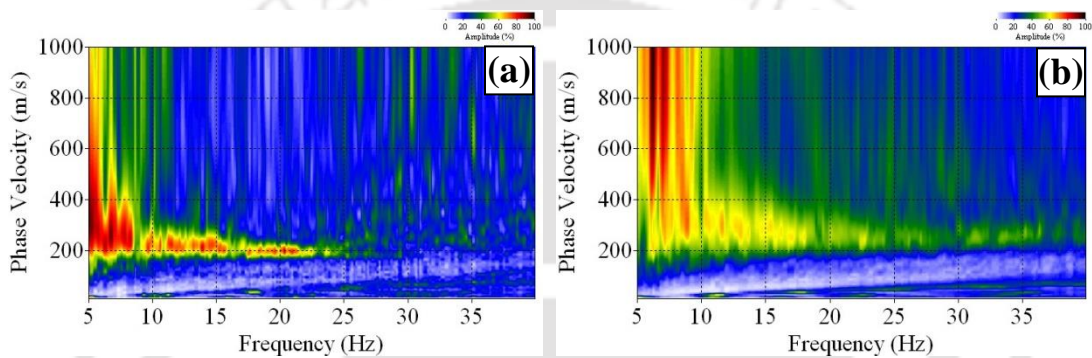 0 20 40 60 80 100
Amplitude (%)
(a)
1000
800
600
400
200
Phase Velocity (m/s)
5 10 15 20 25 30 35
Frequency (Hz)
0 20 40 60 80 100
Amplitude (%)
(b)
1000
800
600
400
200
Phase Velocity (m/s)
5 10 15 20 25 30 35
Frequency (Hz)